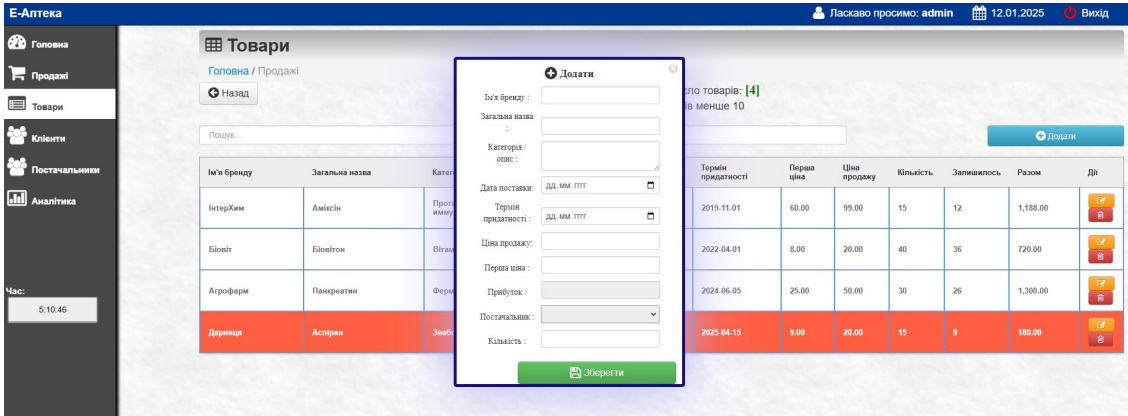 Е-Аптека
Ласкаво просимо: admin
12.01.2025
Вихід
Головна
Продажі
Товари
Клієнти
Постачальники
Аналітика
Час:
5:10:46
Товари
Головна / Продажі
Назад
сло товарів: [4]
ів менше 10
Пошук...
Додати
Ім'я бренду
Загальна назва
Катег
Термін придатності
Перша ціна
Ціна продажу
Кількість
Залишилось
Разом
Дії
ІнтерХим
Аміксін
Проти
имму
2019-11-01
60.00
99.00
15
12
1,188.00
Біовіт
Біовітон
Вітам
2022-04-01
8.00
20.00
40
36
720.00
Агрофарм
Панкреатин
Ферм
2024-06-05
25.00
50.00
30
26
1,300.00
Дарниця
Аспірин
Знебо
2025-04-15
9.00
20.00
15
9
180.00
Додати
Ім'я бренду :
Загальна назва
:
Категорія /
опис :
Дата поставки:
дд.мм.гггг
Термін
придатності :
дд.мм.гггг
Ціна продажу:
Перша ціна :
Прибуток :
Постачальник :
Кількість :
Зберегти